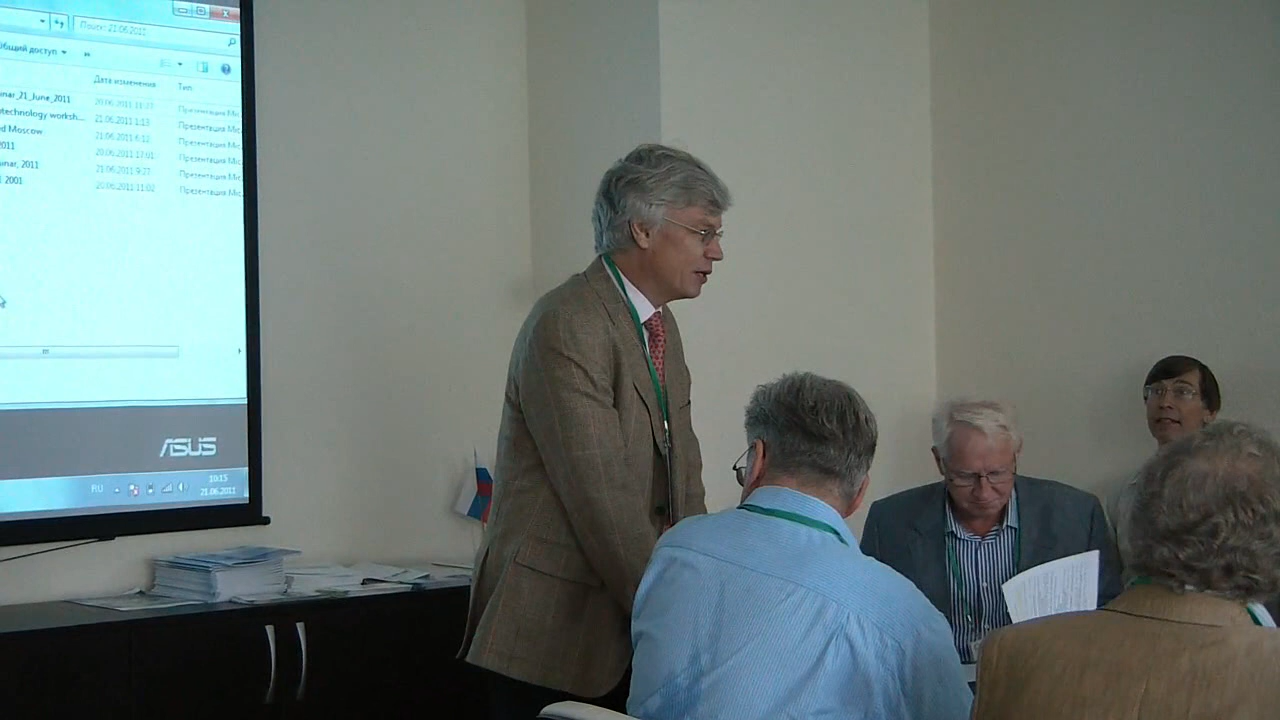 Поиск: 21.06.2011
Общий доступ
Дата изменения Тип
inar_21_June_2011 20.06.2011 11:27 Презентация Mic
otechnology worksh... 21.06.2011 1:13 Презентация Mic
d Moscow 21.06.2011 6:12 Презентация Mic
2011 20.06.2011 17:01 Презентация Mic
inar, 2011 21.06.2011 9:27 Презентация Mic
2001 20.06.2011 11:02 Презентация Mic
ASUS
RU 10:15
21.06.2011